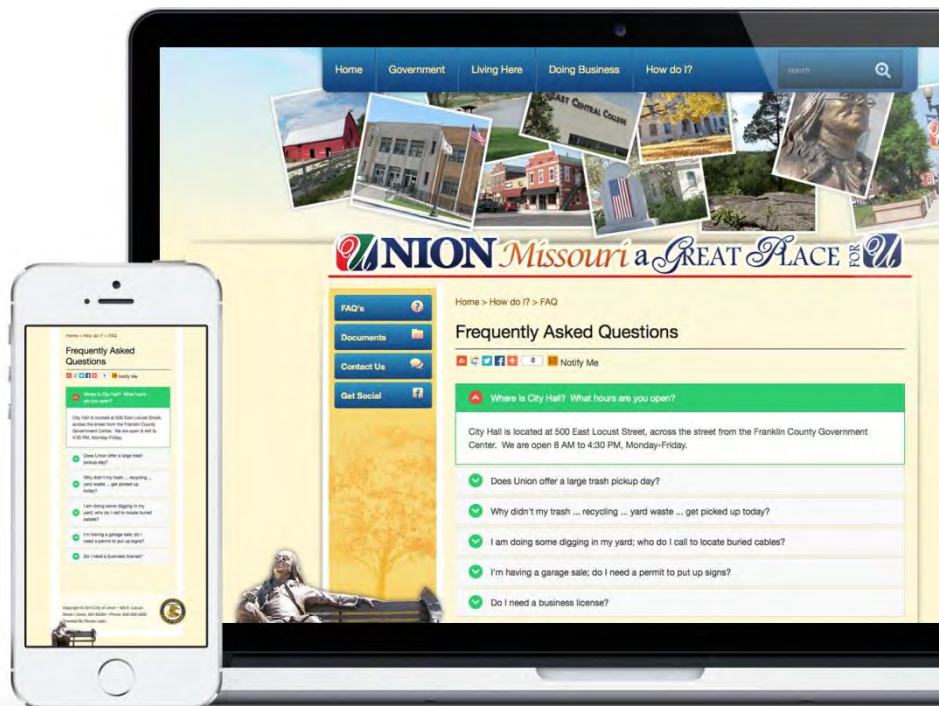 Home Government Living Here Doing Business How do I? search
EAST CENTRAL COLLEGE
UNION Missouri a GREAT PLACE FOR U
FAQ's
Documents
Contact Us
Get Social
Home > How do I? > FAQ
Frequently Asked Questions
0 Notify Me
Where is City Hall? What hours are you open?
City Hall is located at 500 East Locust Street, across the street from the Franklin County Government
Center. We are open 8 AM to 4:30 PM, Monday-Friday.
Does Union offer a large trash pickup day?
Why didn't my trash ... recycling ... yard waste ... get picked up today?
I am doing some digging in my yard; who do I call to locate buried cables?
I'm having a garage sale; do I need a permit to put up signs?
Do I need a business license?
Home > How do I? > FAQ
Frequently Asked
Questions
Notify Me
Where is City Hall? What hours
are you open?
City Hall is located at 500 East Locust Street,
across the street from the Franklin County
Government Center. We are open 8 AM to
4:30 PM, Monday-Friday.
Does Union offer a large trash
pickup day?
Why didn't my trash ... recycling ...
yard waste ... get picked up
today?
I am doing some digging in my
yard; who do I call to locate buried
cables?
I'm having a garage sale; do I
need a permit to put up signs?
Do I need a business license?
Copyright © 2014 City of Union